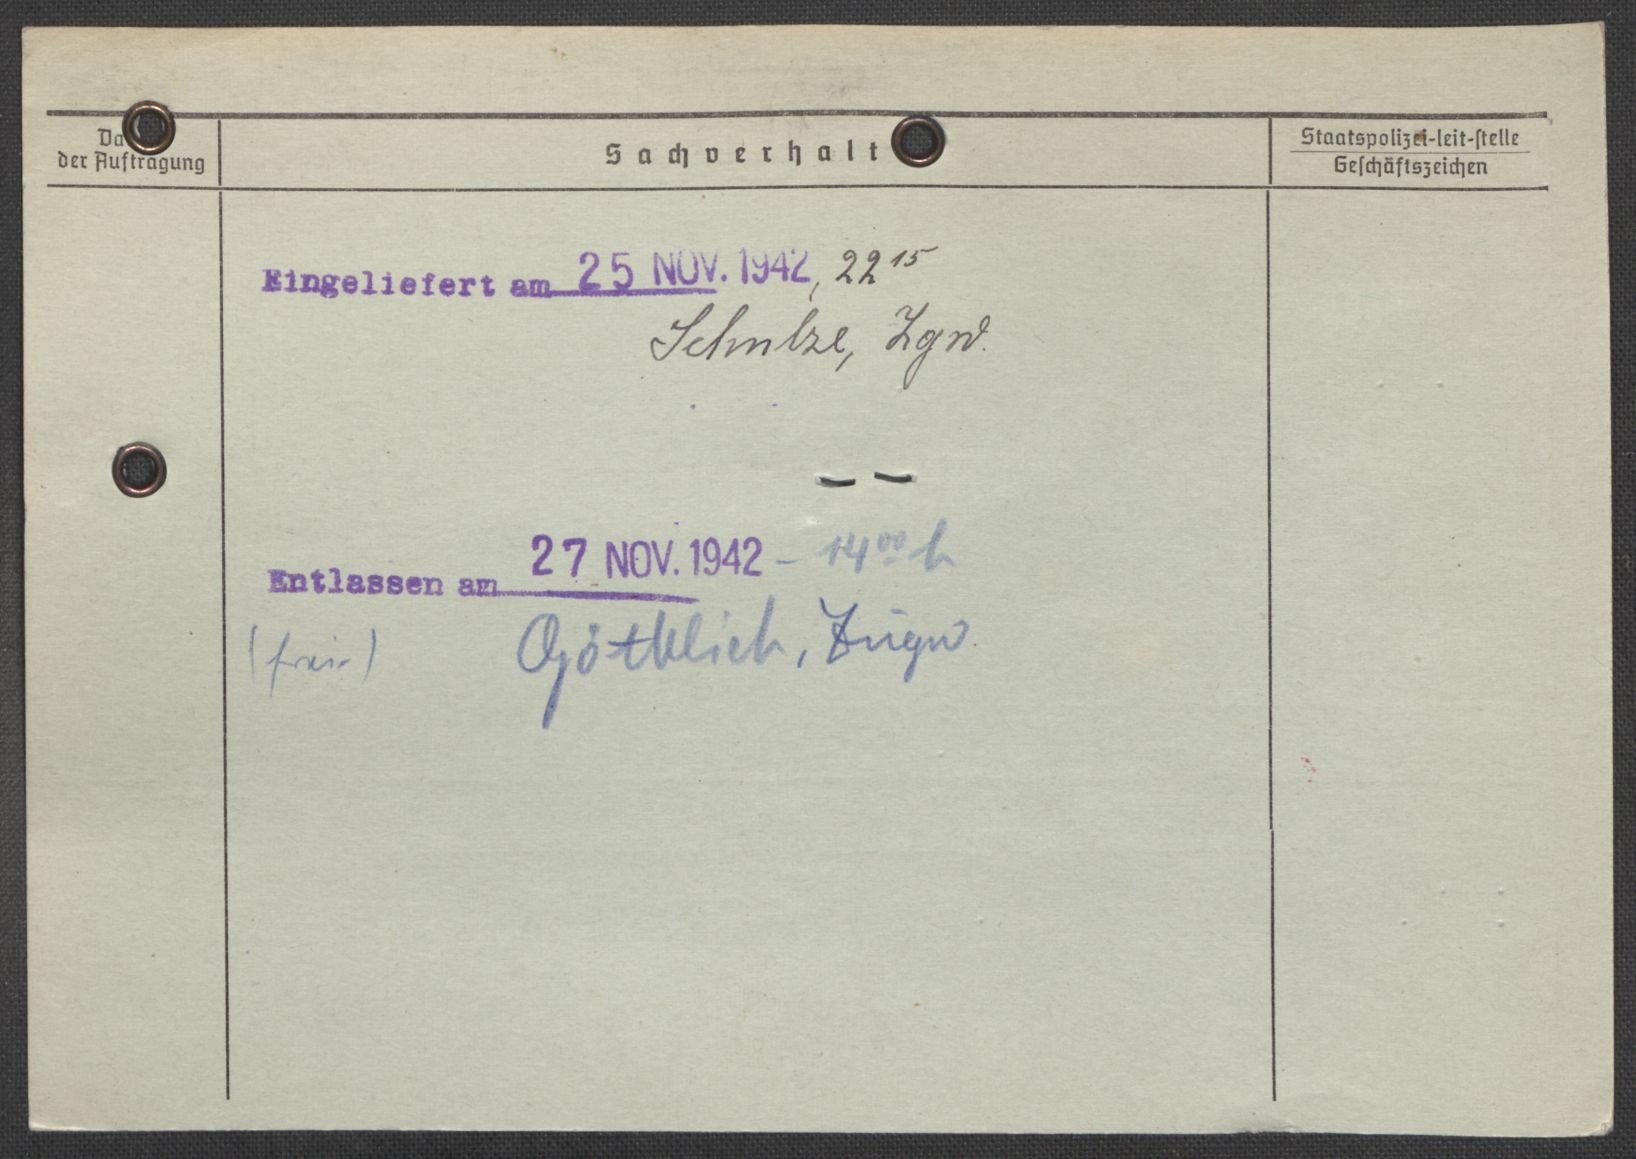 Da
der Auftragung
Sachverhalt
Staatspolizei-leit-stelle
Geschäftszeichen
Eingeliefert am 25 NOV. 1942, 22 15
Schulze, Zgw.
27 NOV. 1942 - 14 00 h
Entlassen am
(frei)
Göttlich, Zugw.